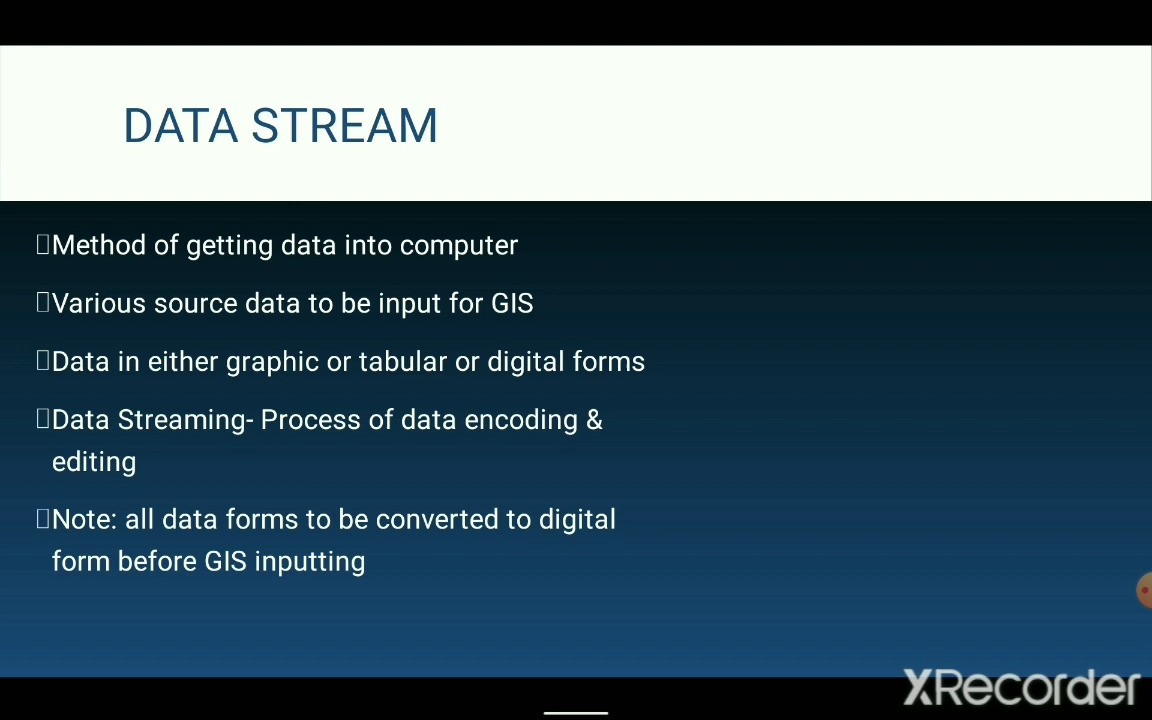 DATA STREAM
Method of getting data into computer
Various source data to be input for GIS
Data in either graphic or tabular or digital forms
Data Streaming- Process of data encoding &
editing
Note: all data forms to be converted to digital
form before GIS inputting
XRecorder